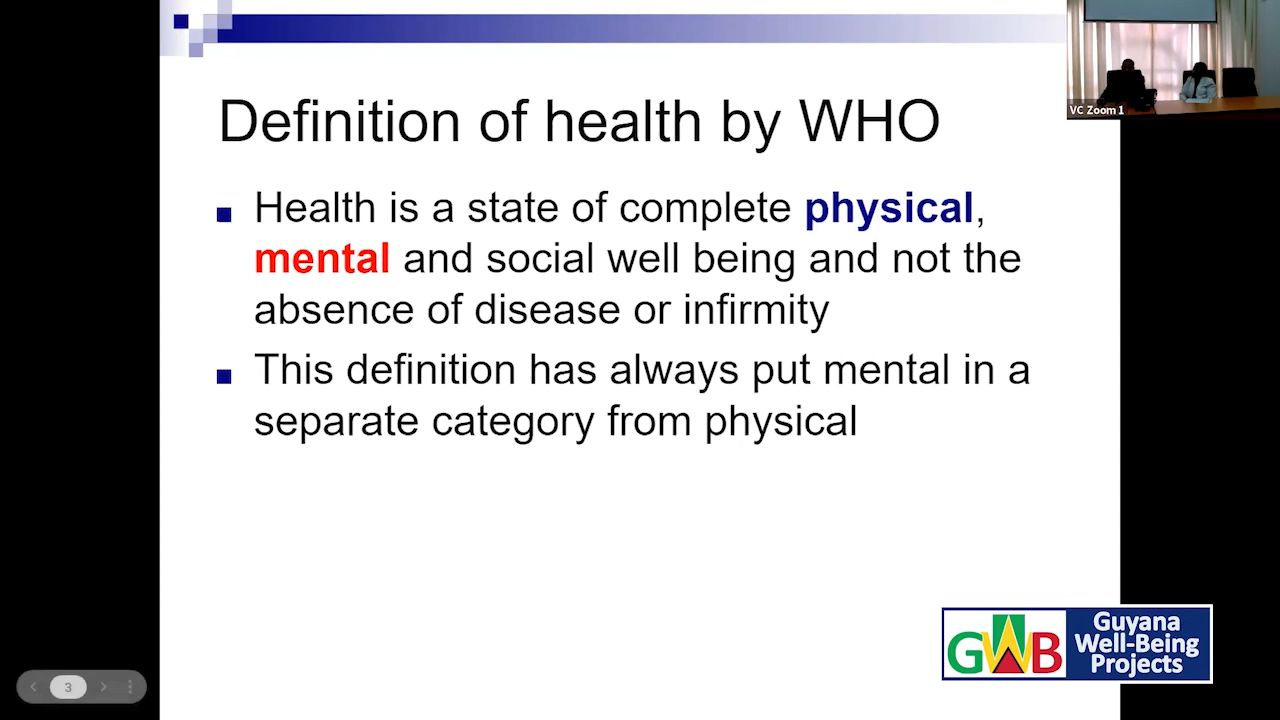 VC Zoom 1
Definition of health by WHO
Health is a state of complete physical,
mental and social well being and not the
absence of disease or infirmity
This definition has always put mental in a
separate category from physical
GWB
Guyana
Well-Being
Projects
3